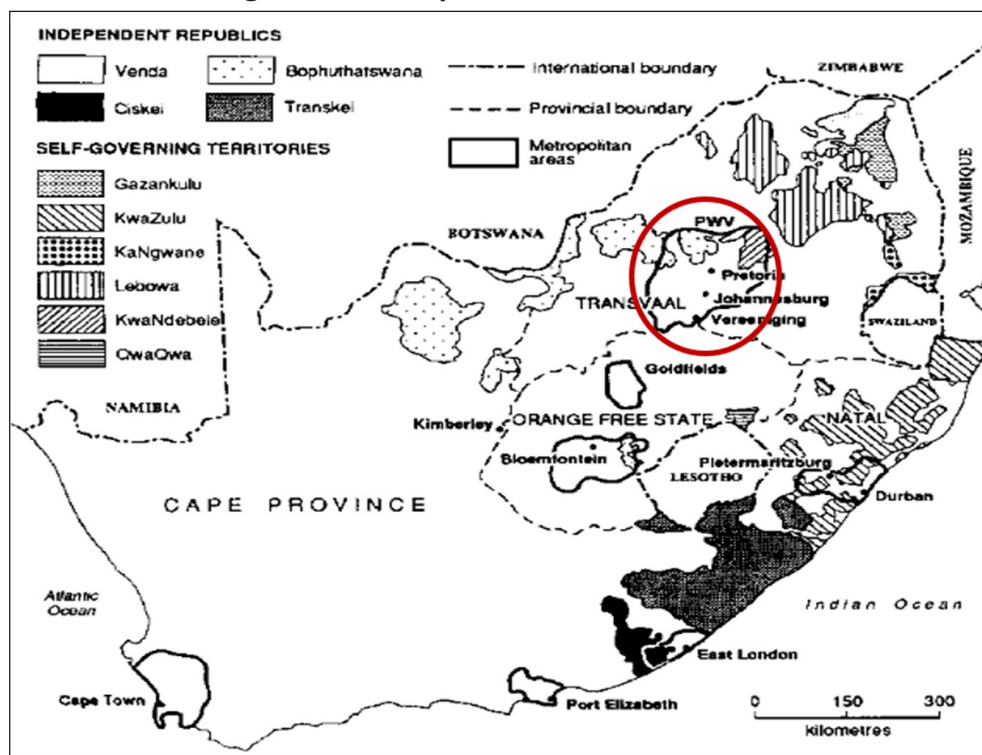 INDEPENDENT REPUBLICS
Venda
Bophuthatswana
Ciskei
Transkei
SELF-GOVERNING TERRITORIES
Gazankulu
KwaZulu
KaNgwane
Lebowa
KwaNdebele
QwaQwa
International boundary
Provincial boundary
Metropolitan
areas
ZIMBABWE
MOZAMBIQUE
BOTSWANA
PWV
Pretoria
TRANSVAAL
Johannesburg
Vereeniging
SWAZILAND
NAMIBIA
Goldfields
Kimberley
ORANGE FREE STATE
NATAL
Bloemfontein
Pietermaritzburg
LESOTHO
Durban
CAPE PROVINCE
Atlantic
Ocean
Indian Ocean
East London
Cape Town
Port Elizabeth
0 150 300
kilometres